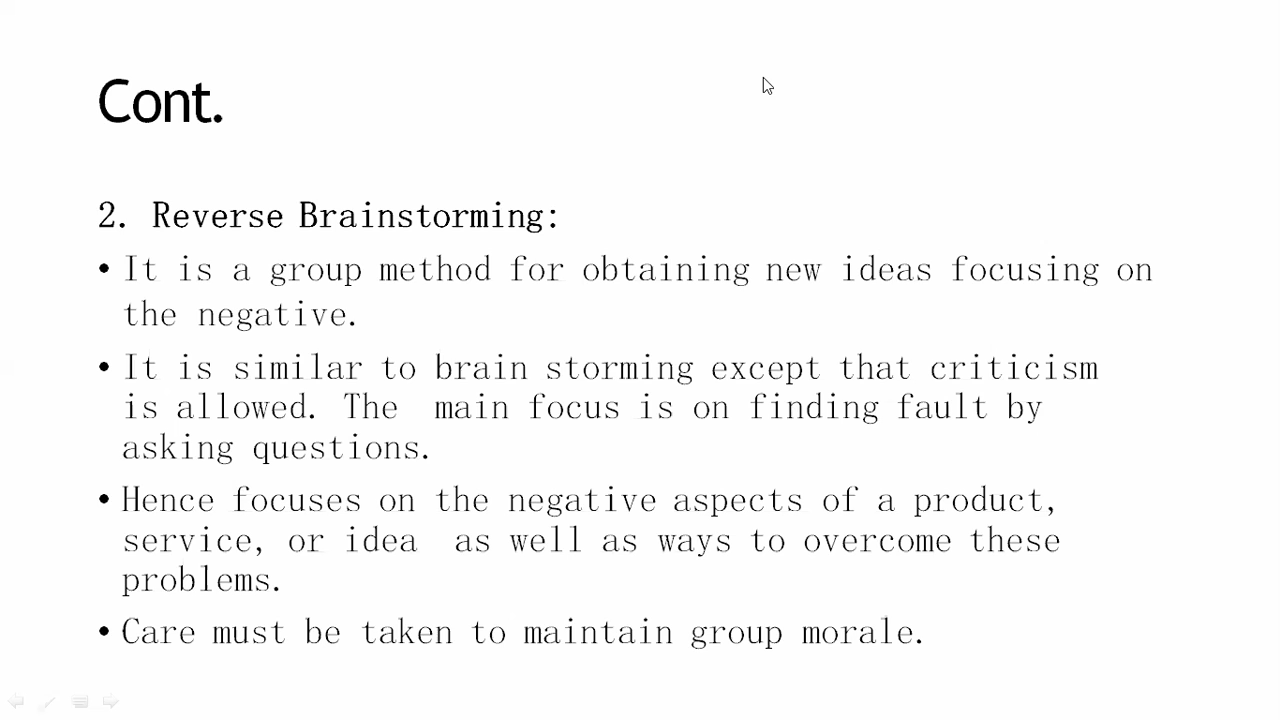 Cont.
2. Reverse Brainstorming:
• It is a group method for obtaining new ideas focusing on
the negative.
• It is similar to brain storming except that criticism
is allowed. The main focus is on finding fault by
asking questions.
• Hence focuses on the negative aspects of a product,
service, or idea as well as ways to overcome these
problems.
• Care must be taken to maintain group morale.